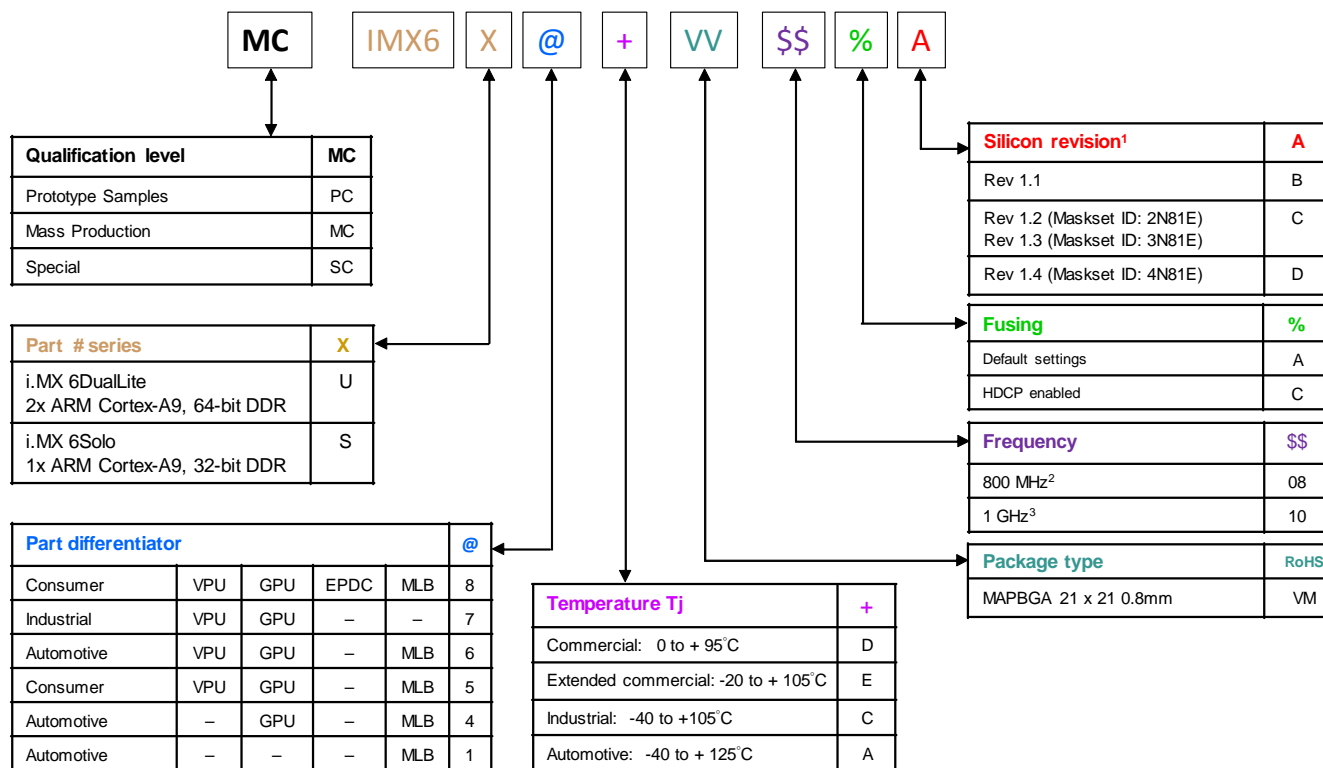 MC IMX6 X @ + VV $$ % A
Qualification level MC
Prototype Samples PC
Mass Production MC
Special SC
Part # series X
i.MX 6DualLite U
2x ARM Cortex-A9, 64-bit DDR
i.MX 6Solo S
1x ARM Cortex-A9, 32-bit DDR
Part differentiator @
Consumer VPU GPU EPDC MLB 8
Industrial VPU GPU – – 7
Automotive VPU GPU – MLB 6
Consumer VPU GPU – MLB 5
Automotive – GPU – MLB 4
Automotive – – – MLB 1
Temperature Tj +
Commercial: 0 to + 95°C D
Extended commercial: -20 to + 105°C E
Industrial: -40 to +105°C C
Automotive: -40 to + 125°C A
Silicon revision¹ A
Rev 1.1 B
Rev 1.2 (Maskset ID: 2N81E) C
Rev 1.3 (Maskset ID: 3N81E)
Rev 1.4 (Maskset ID: 4N81E) D
Fusing %
Default settings A
HDCP enabled C
Frequency $$
800 MHz² 08
1 GHz³ 10
Package type RoHS
MAPBGA 21 x 21 0.8mm VM